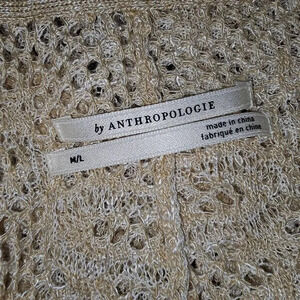 by ANTHROPOLOGIE
made in china
fabriqué en chine
M/L